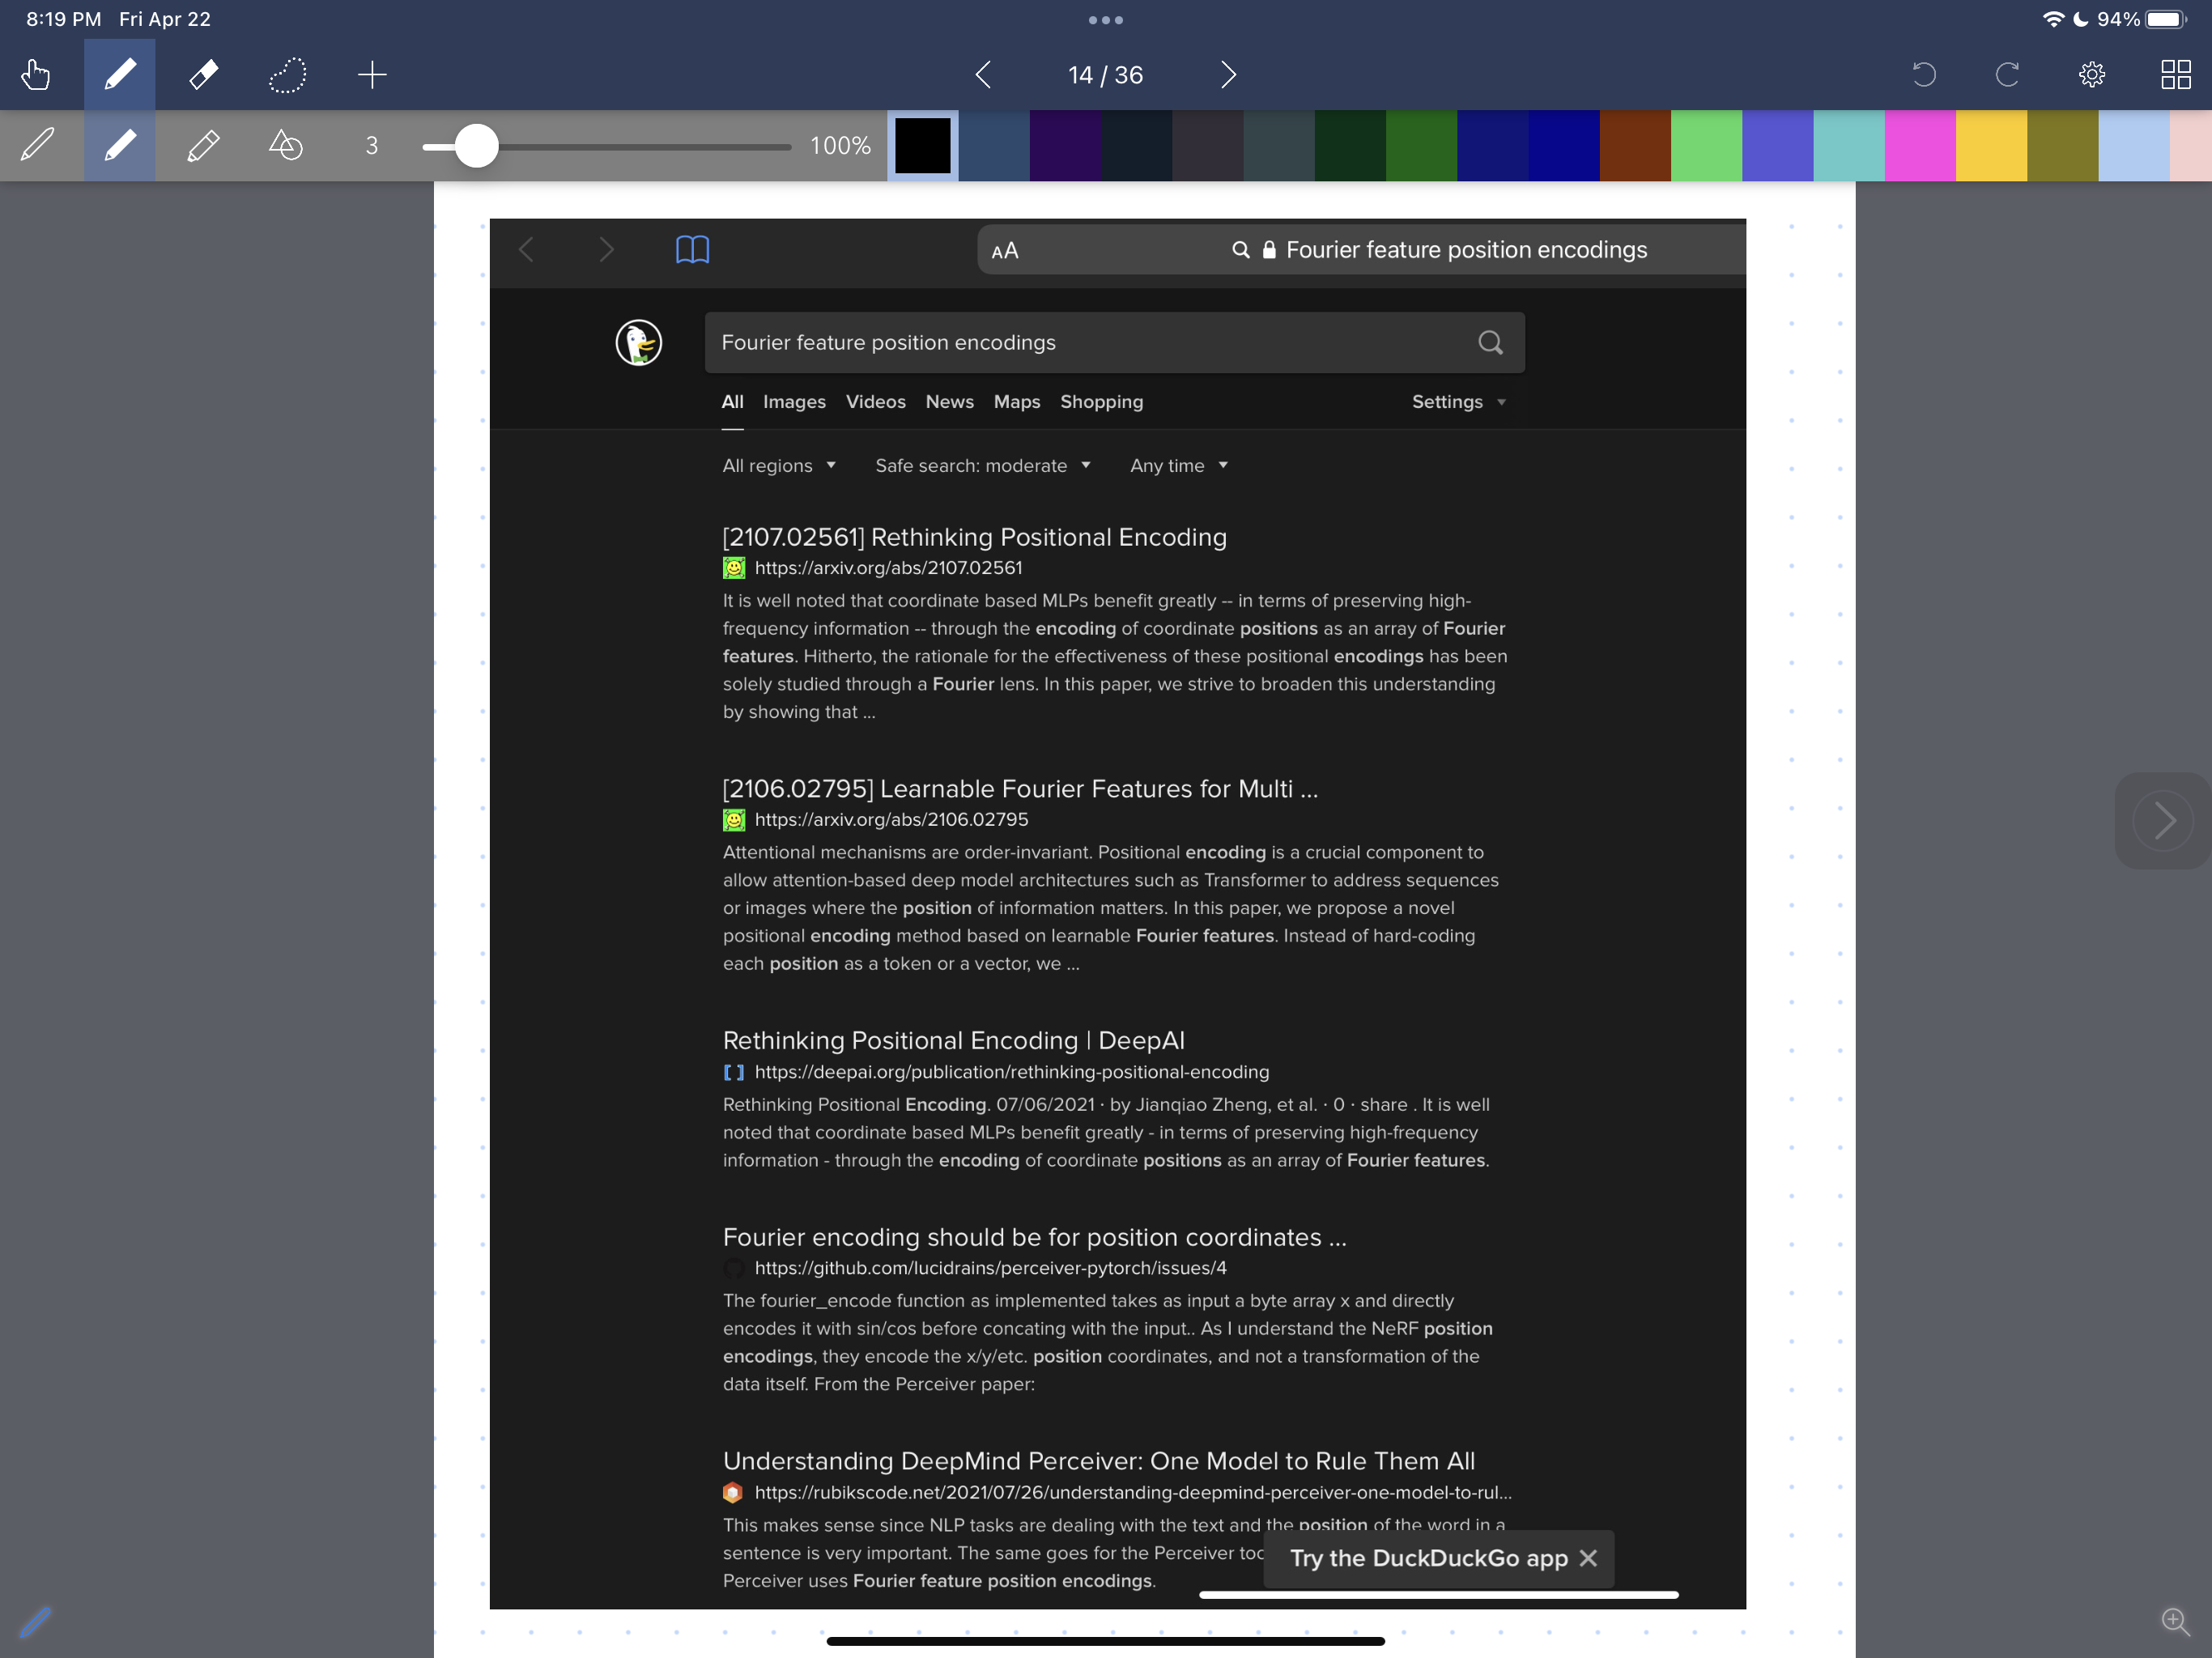 8:19 PM Fri Apr 22
94%
14 / 36
3
100%
AA
Fourier feature position encodings
Fourier feature position encodings
All Images Videos News Maps Shopping Settings
All regions Safe search: moderate Any time
[2107.02561] Rethinking Positional Encoding
https://arxiv.org/abs/2107.02561
It is well noted that coordinate based MLPs benefit greatly -- in terms of preserving high-
frequency information -- through the encoding of coordinate positions as an array of Fourier
features. Hitherto, the rationale for the effectiveness of these positional encodings has been
solely studied through a Fourier lens. In this paper, we strive to broaden this understanding
by showing that ...
[2106.02795] Learnable Fourier Features for Multi ...
https://arxiv.org/abs/2106.02795
Attentional mechanisms are order-invariant. Positional encoding is a crucial component to
allow attention-based deep model architectures such as Transformer to address sequences
or images where the position of information matters. In this paper, we propose a novel
positional encoding method based on learnable Fourier features. Instead of hard-coding
each position as a token or a vector, we ...
Rethinking Positional Encoding | DeepAI
https://deepai.org/publication/rethinking-positional-encoding
Rethinking Positional Encoding. 07/06/2021 · by Jianqiao Zheng, et al. · 0 · share . It is well
noted that coordinate based MLPs benefit greatly - in terms of preserving high-frequency
information - through the encoding of coordinate positions as an array of Fourier features.
Fourier encoding should be for position coordinates ...
https://github.com/lucidrains/perceiver-pytorch/issues/4
The fourier_encode function as implemented takes as input a byte array x and directly
encodes it with sin/cos before concating with the input.. As I understand the NeRF position
encodings, they encode the x/y/etc. position coordinates, and not a transformation of the
data itself. From the Perceiver paper:
Understanding DeepMind Perceiver: One Model to Rule Them All
https://rubikscode.net/2021/07/26/understanding-deepmind-perceiver-one-model-to-rul...
This makes sense since NLP tasks are dealing with the text and the position of the word in a
sentence is very important. The same goes for the Perceiver too
Perceiver uses Fourier feature position encodings.
Try the DuckDuckGo app